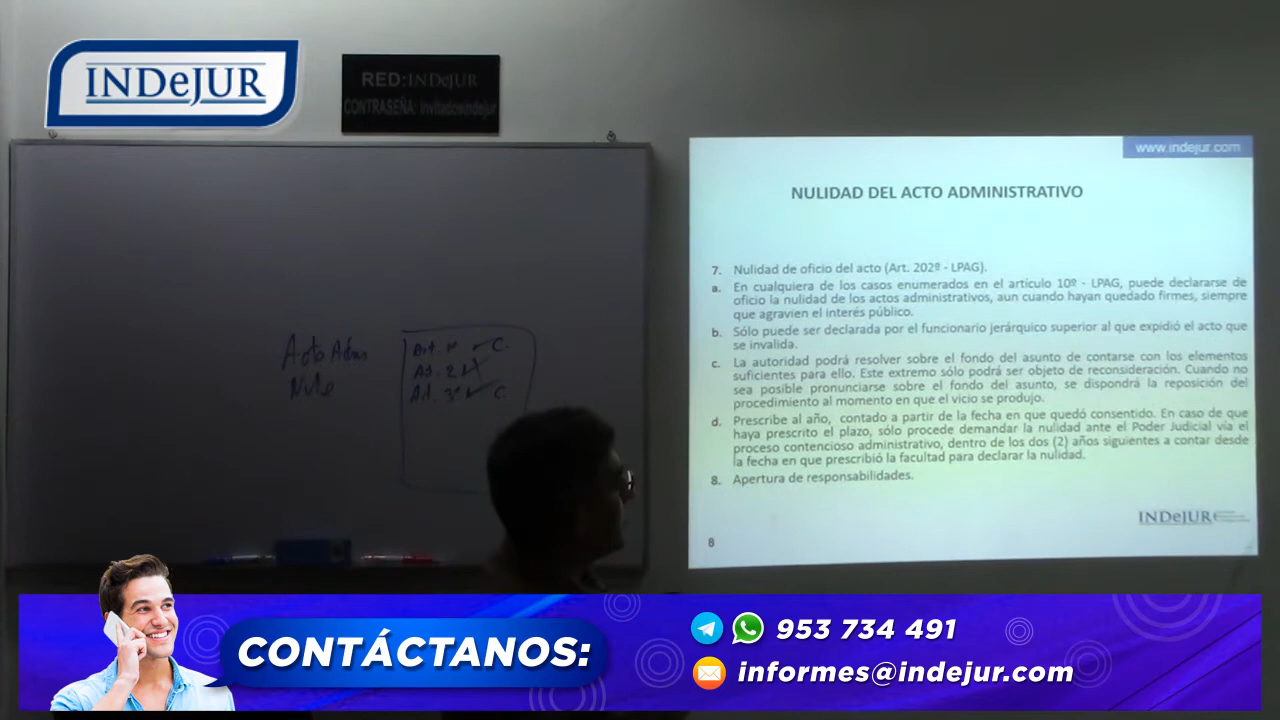 INDeJUR
RED:INDeJUR
CONTRASEÑA: invitadosindejur
www.indejur.com
NULIDAD DEL ACTO ADMINISTRATIVO
7. Nulidad de oficio del acto (Art. 202º - LPAG).
a. En cualquiera de los casos enumerados en el artículo 10º - LPAG, puede declararse de
oficio la nulidad de los actos administrativos, aun cuando hayan quedado firmes, siempre
que agravien el interés público.
b. Sólo puede ser declarada por el funcionario jerárquico superior al que expidió el acto que
se invalida.
c. La autoridad podrá resolver sobre el fondo del asunto de contarse con los elementos
suficientes para ello. Este extremo sólo podrá ser objeto de reconsideración. Cuando no
sea posible pronunciarse sobre el fondo del asunto, se dispondrá la reposición del
procedimiento al momento en que el vicio se produjo.
d. Prescribe al año, contado a partir de la fecha en que quedó consentido. En caso de que
haya prescrito el plazo, sólo procede demandar la nulidad ante el Poder Judicial vía el
proceso contencioso administrativo, dentro de los dos (2) años siguientes a contar desde
la fecha en que prescribió la facultad para declarar la nulidad.
8. Apertura de responsabilidades.
INDeJUR
8
Acto Adm
Nulo
Art. 1º ✓ C.
Art. 2
Art. 3º ✓ C
CONTÁCTANOS:
953 734 491
informes@indejur.com